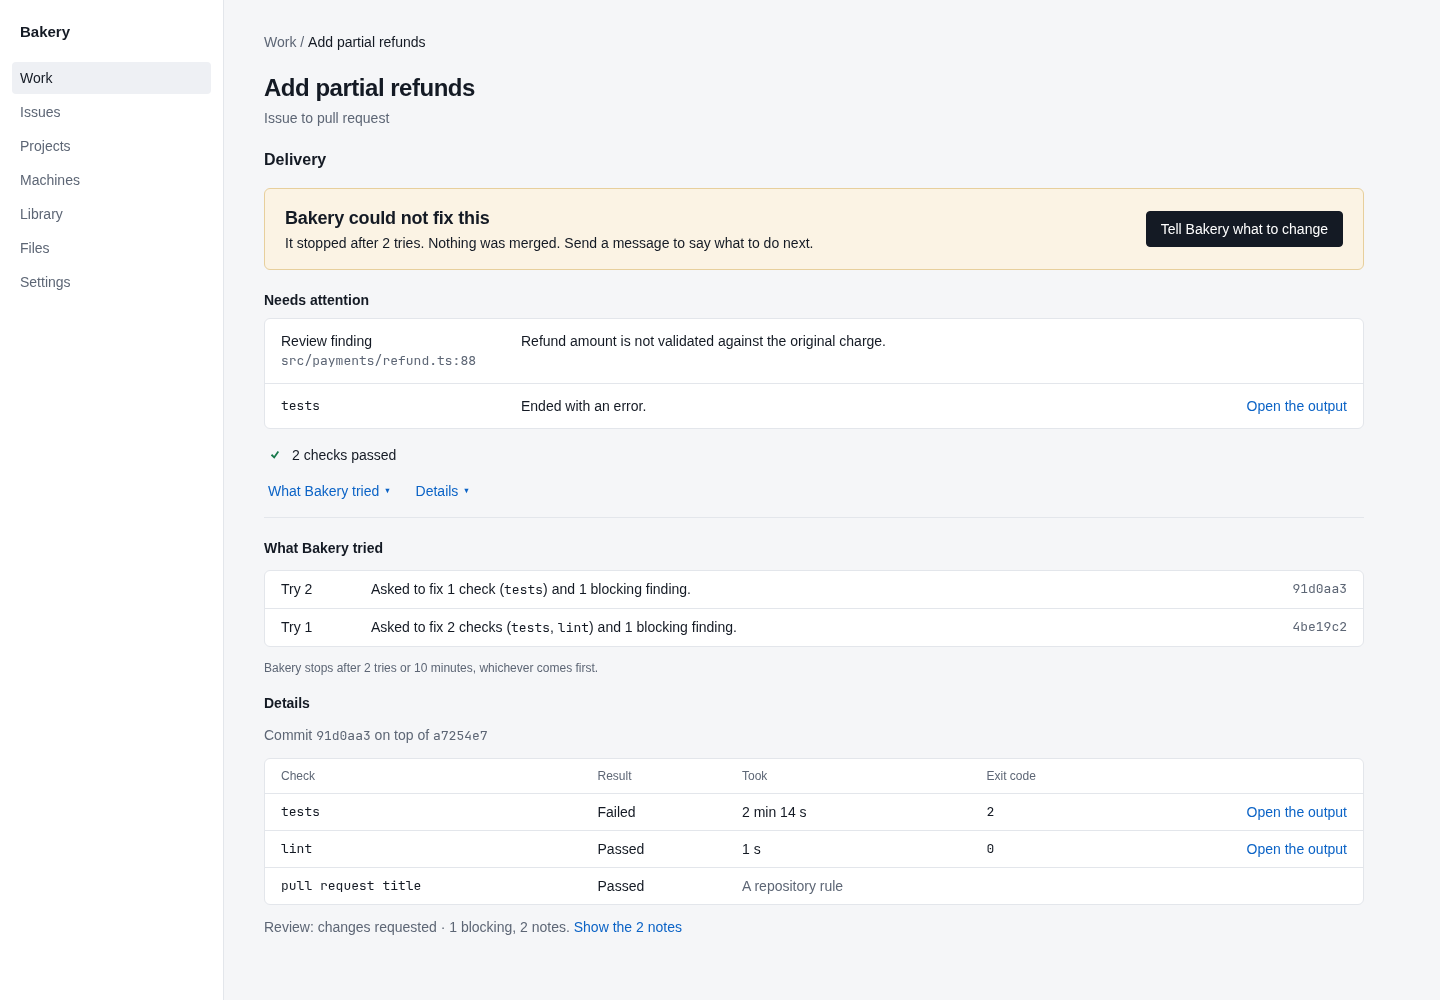 Bakery
Work
Issues
Projects
Machines
Library
Files
Settings
Work / Add partial refunds
Add partial refunds
Issue to pull request
Delivery
Bakery could not fix this
It stopped after 2 tries. Nothing was merged. Send a message to say what to do next.
Tell Bakery what to change
Needs attention
Review finding
Refund amount is not validated against the original charge.
src/payments/refund.ts:88
tests Ended with an error. Open the output
2 checks passed
What Bakery tried ▾ Details ▾
What Bakery tried
Try 2 Asked to fix 1 check (tests) and 1 blocking finding. 91d0aa3
Try 1 Asked to fix 2 checks (tests, lint) and 1 blocking finding. 4be19c2
Bakery stops after 2 tries or 10 minutes, whichever comes first.
Details
Commit 91d0aa3 on top of a7254e7
Check Result Took Exit code
tests Failed 2 min 14 s 2 Open the output
lint Passed 1 s 0 Open the output
pull request title Passed A repository rule
Review: changes requested · 1 blocking, 2 notes. Show the 2 notes